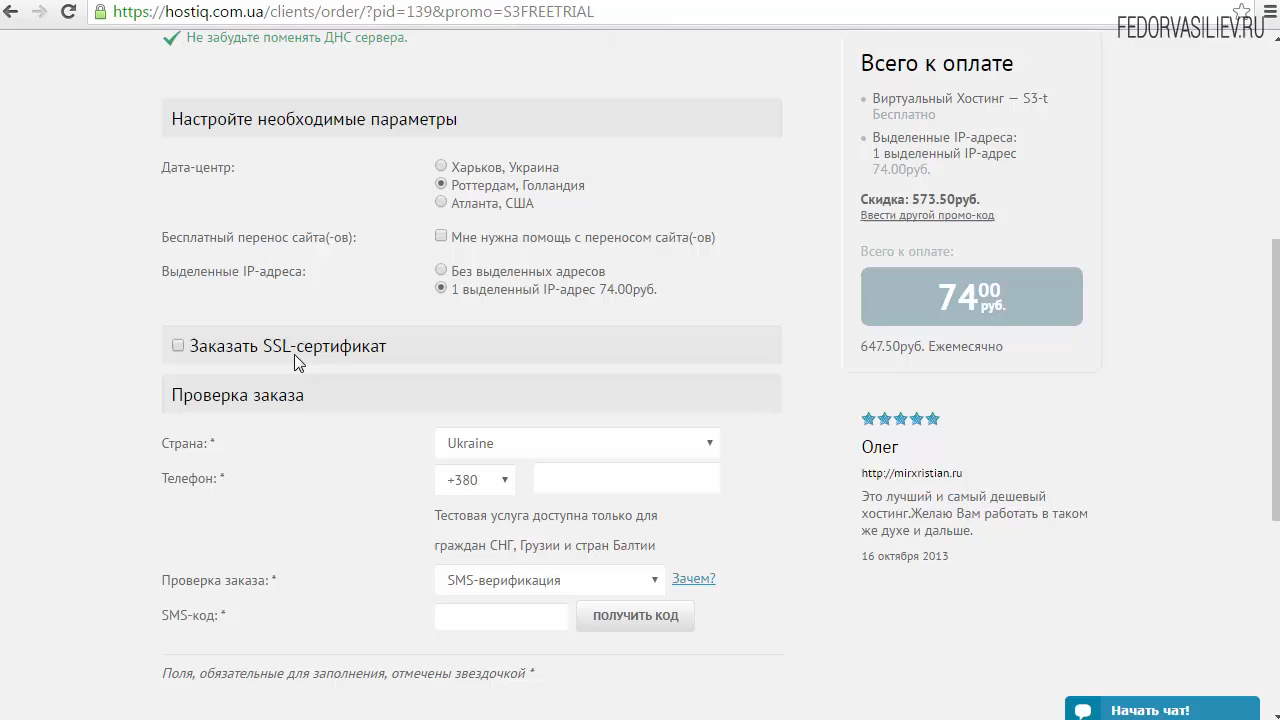 https://hostiq.com.ua/clients/order/?pid=139&promo=S3FREETRIAL
FEDORVASILIEV.RU
Не забудьте поменять ДНС сервера.
Настройте необходимые параметры
Дата-центр:
Харьков, Украина
Роттердам, Голландия
Атланта, США
Бесплатный перенос сайта(-ов):
Мне нужна помощь с переносом сайта(-ов)
Выделенные IP-адреса:
Без выделенных адресов
1 выделенный IP-адрес 74.00руб.
Заказать SSL-сертификат
Проверка заказа
Страна: *
Ukraine
Телефон: *
+380
Тестовая услуга доступна только для
граждан СНГ, Грузии и стран Балтии
Проверка заказа: *
SMS-верификация
Зачем?
SMS-код: *
ПОЛУЧИТЬ КОД
Поля, обязательные для заполнения, отмечены звездочкой *
Всего к оплате
Виртуальный Хостинг — S3-t
Бесплатно
Выделенные IP-адреса:
1 выделенный IP-адрес
74.00руб.
Скидка: 573.50руб.
Ввести другой промо-код
Всего к оплате:
74 00 руб.
647.50руб. Ежемесячно
Олег
http://mirxristian.ru
Это лучший и самый дешевый
хостинг.Желаю Вам работать в таком
же духе и дальше.
16 октября 2013
Начать чат!